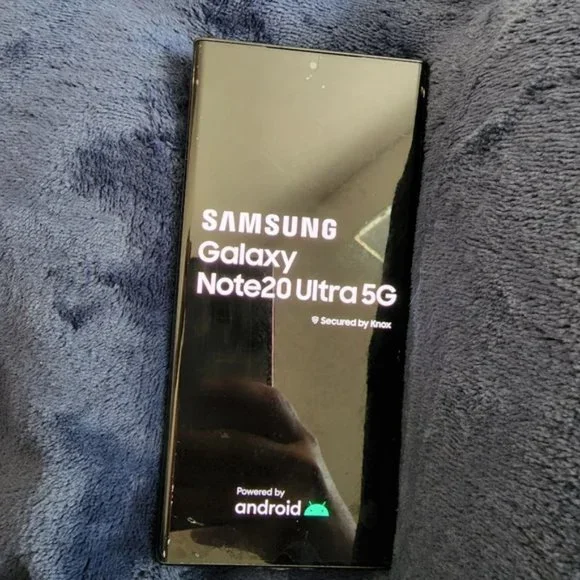 SAMSUNG
Galaxy
Note20 Ultra 5G
Secured by Knox
Powered by
android